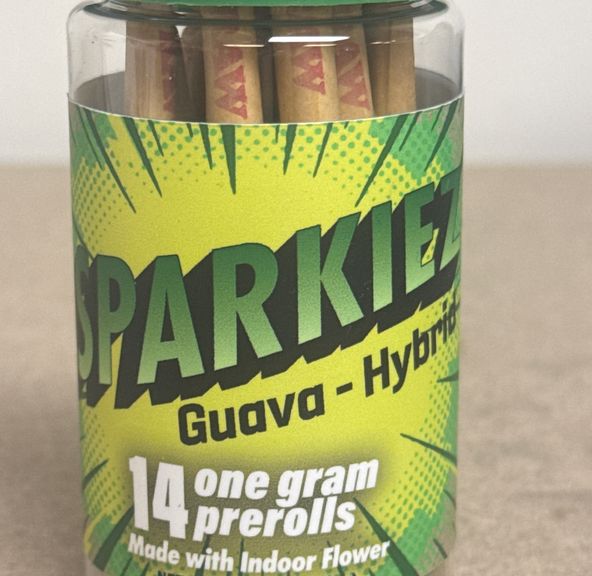 SPARKIEZ
Guava - Hybrid
14 one gram
prerolls
Made with Indoor Flower